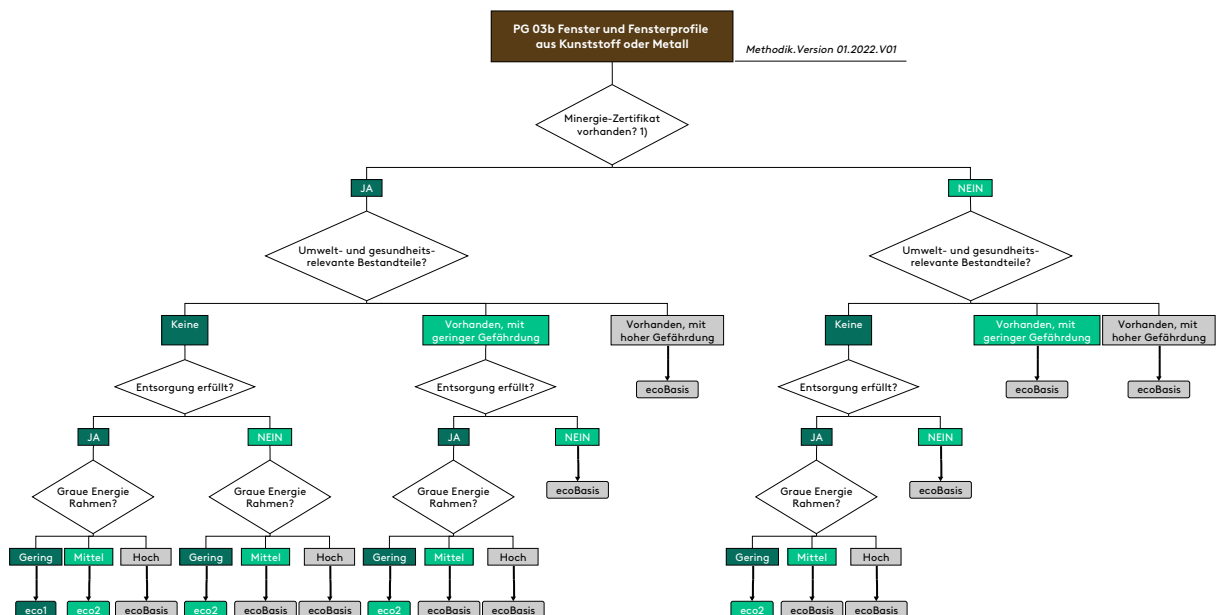 PG 03b Fenster und Fensterprofile
aus Kunststoff oder Metall
Methodik.Version 01.2022.V01
Minergie-Zertifikat
vorhanden? 1)
JA
NEIN
Umwelt- und gesundheits-
relevante Bestandteile?
Umwelt- und gesundheits-
relevante Bestandteile?
Keine
Vorhanden, mit
geringer Gefährdung
Vorhanden, mit
hoher Gefährdung
Keine
Vorhanden, mit
geringer Gefährdung
Vorhanden, mit
hoher Gefährdung
Entsorgung erfüllt?
Entsorgung erfüllt?
ecoBasis
Entsorgung erfüllt?
ecoBasis
ecoBasis
JA
NEIN
JA
NEIN
JA
NEIN
Graue Energie
Rahmen?
Graue Energie
Rahmen?
Graue Energie
Rahmen?
ecoBasis
Graue Energie
Rahmen?
ecoBasis
Gering
Mittel
Hoch
Gering
Mittel
Hoch
Gering
Mittel
Hoch
Gering
Mittel
Hoch
eco1
eco2
ecoBasis
eco2
ecoBasis
ecoBasis
eco2
ecoBasis
ecoBasis
eco2
ecoBasis
ecoBasis